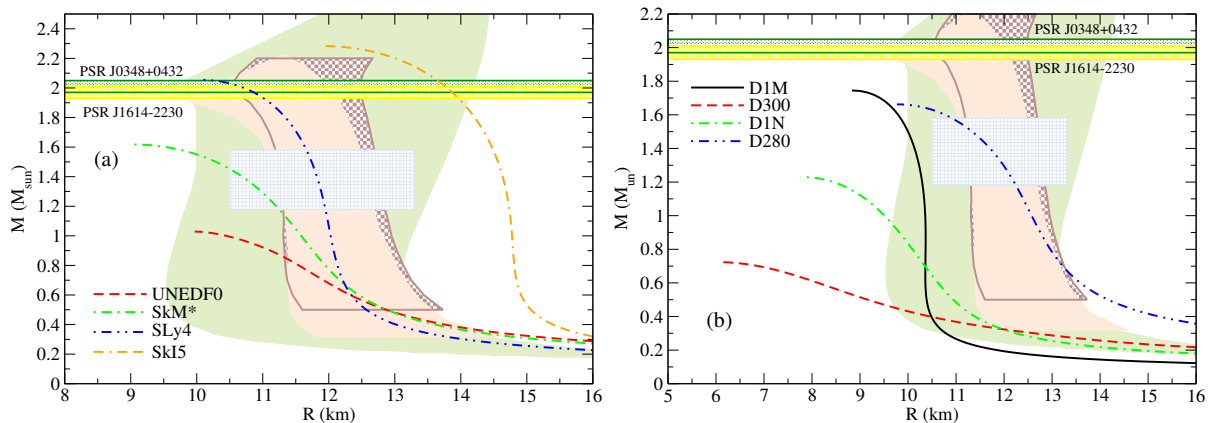 2.4
2.2
2
1.8
1.6
1.4
1.2
1
0.8
0.6
0.4
0.2
0
M (M_sun)
PSR J0348+0432
PSR J1614-2230
(a)
UNEDF0
SkM*
SLy4
SkI5
8 9 10 11 12 13 14 15 16
R (km)
2.2
2
1.8
1.6
1.4
1.2
1
0.8
0.6
0.4
0.2
0
M (M_un)
PSR J0348+0432
PSR J1614-2230
D1M
D300
D1N
D280
(b)
5 6 7 8 9 10 11 12 13 14 15 16
R (km)